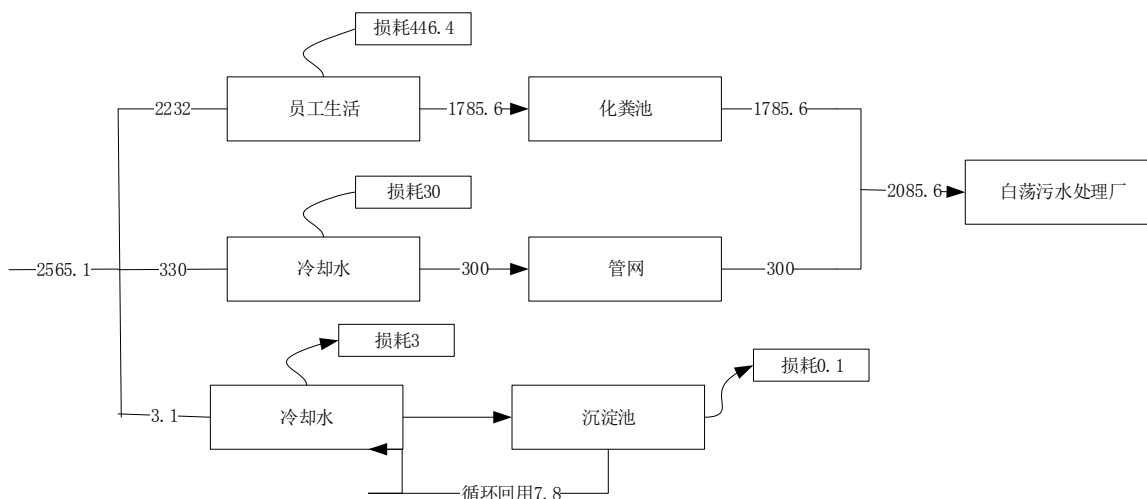 损耗446.4
2232
员工生活
1785.6
化粪池
1785.6
损耗30
2085.6
白荡污水处理厂
2565.1
330
冷却水
300
管网
300
损耗3
损耗0.1
3.1
冷却水
沉淀池
循环回用7.8